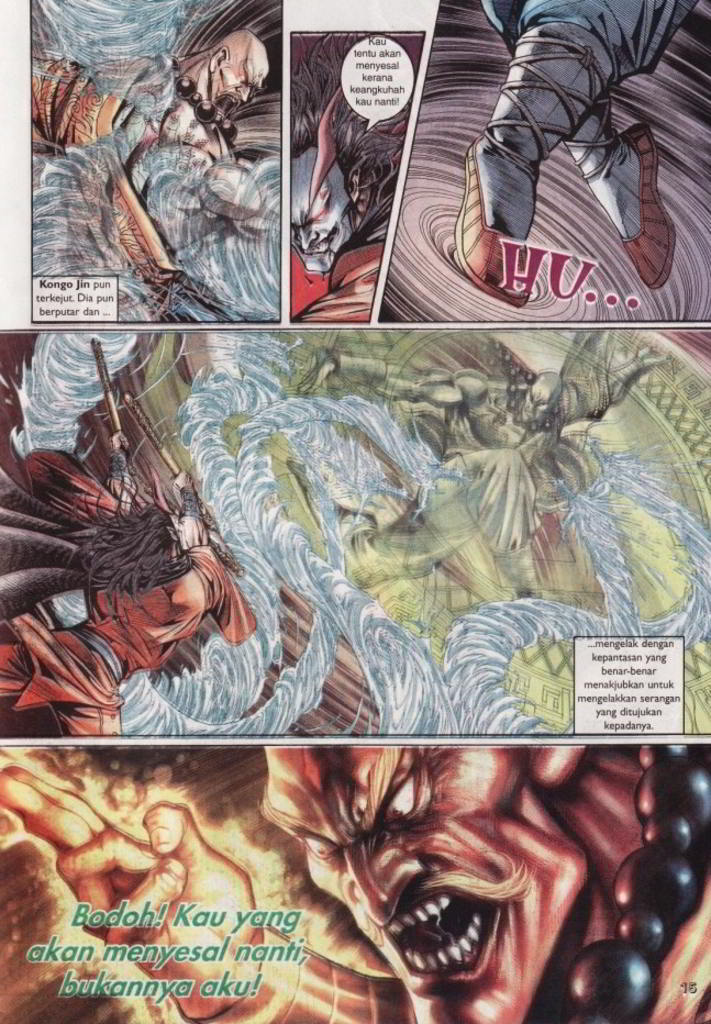 Kau
tentu akan
menyesal
kerana
keangkuhah
kau nanti!
Kongo Jin pun
terkejut. Dia pun
berputar dan ...
HU...
...mengelak dengan
kepantasan yang
benar-benar
menakjubkan untuk
mengelakkan serangan
yang ditujukan
kepadanya.
Bodoh! Kau yang
akan menyesal nanti,
bukannya aku!
15